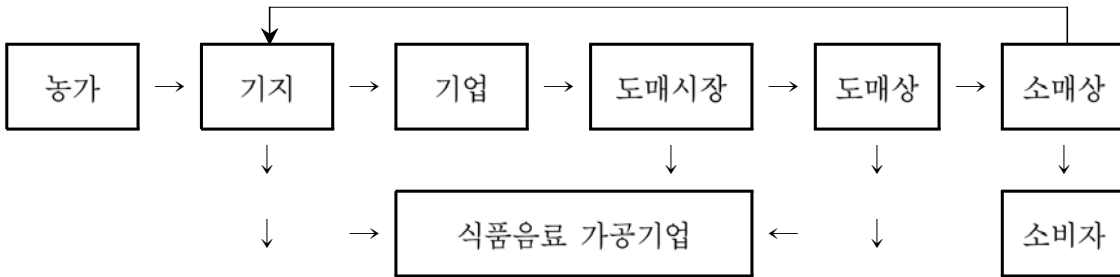 농가 → 기지 → 기업 → 도매시장 → 도매상 → 소매상
↓ ↓ ↓ ↓
↓ → 식품음료 가공기업 ← ↓ 소비자